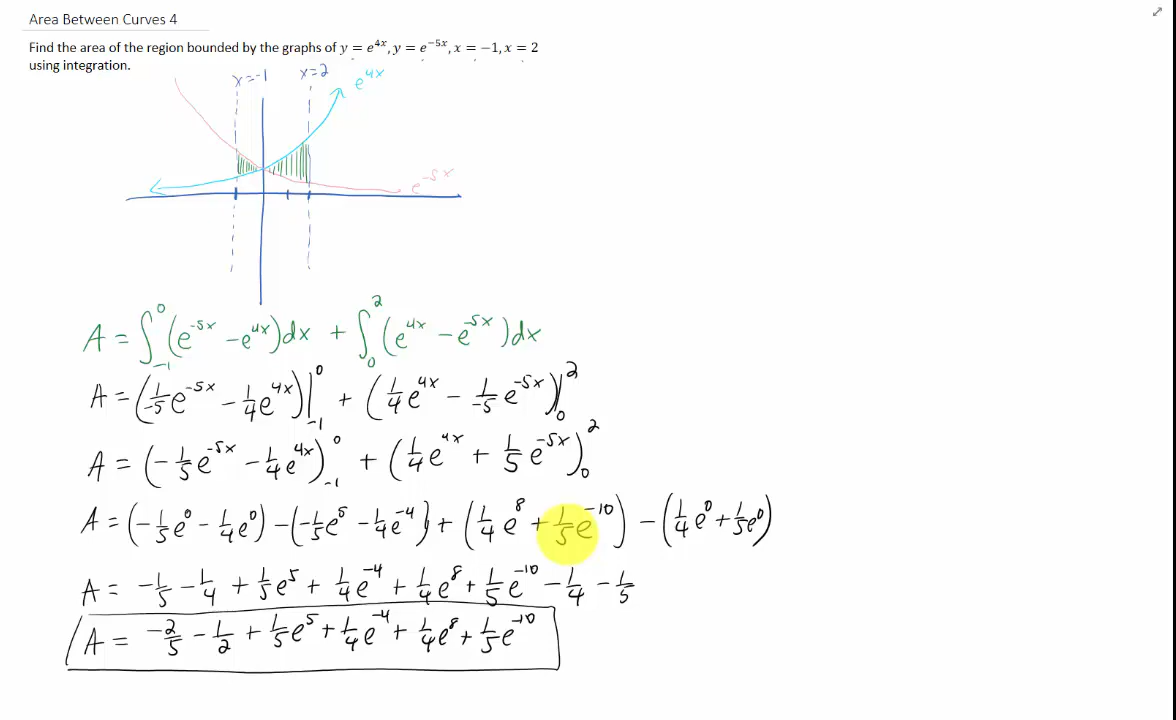 Area Between Curves 4
Find the area of the region bounded by the graphs of y = e^{4x}, y = e^{-5x}, x = −1, x = 2
using integration.
x=-1 x=2 e^{4x}
e^{-5x}
A = ∫_{-1}^{0} (e^{-5x} - e^{4x})dx + ∫_{0}^{2} (e^{4x} - e^{-5x})dx
A = (1/-5 e^{-5x} - 1/4 e^{4x})|_{-1}^{0} + (1/4 e^{4x} - 1/-5 e^{-5x})|_{0}^{2}
A = (-1/5 e^{-5x} - 1/4 e^{4x})_{-1}^{0} + (1/4 e^{4x} + 1/5 e^{-5x})_{0}^{2}
A = (-1/5 e^0 - 1/4 e^0) - (-1/5 e^5 - 1/4 e^{-4}) + (1/4 e^8 + 1/5 e^{-10}) - (1/4 e^0 + 1/5 e^0)
A = -1/5 - 1/4 + 1/5 e^5 + 1/4 e^{-4} + 1/4 e^8 + 1/5 e^{-10} - 1/4 - 1/5
A = -2/5 - 1/2 + 1/5 e^5 + 1/4 e^{-4} + 1/4 e^8 + 1/5 e^{-10}